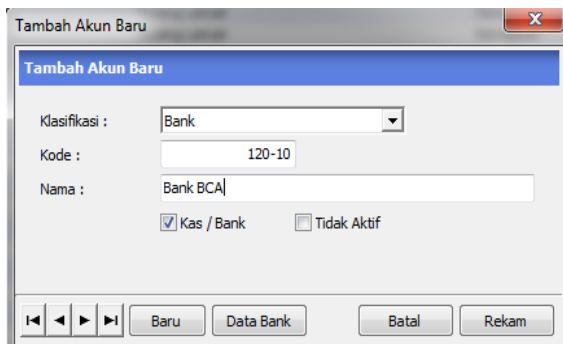 Tambah Akun Baru
Tambah Akun Baru
Klasifikasi : Bank
Kode : 120-10
Nama : Bank BCA
Kas / Bank Tidak Aktif
Baru Data Bank Batal Rekam